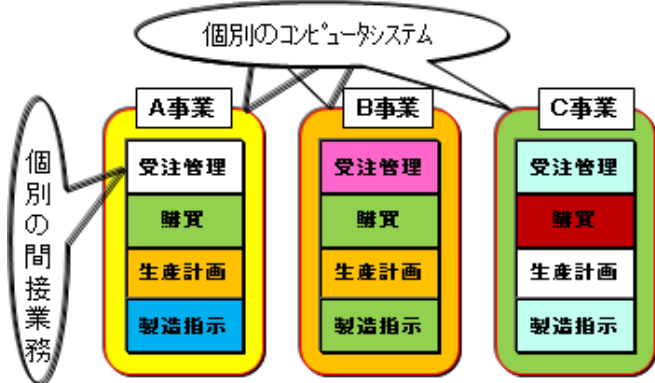 個別のコンピュータシステム
A事業
B事業
C事業
個別の間接業務
受注管理
購買
生産計画
製造指示
受注管理
購買
生産計画
製造指示
受注管理
購買
生産計画
製造指示